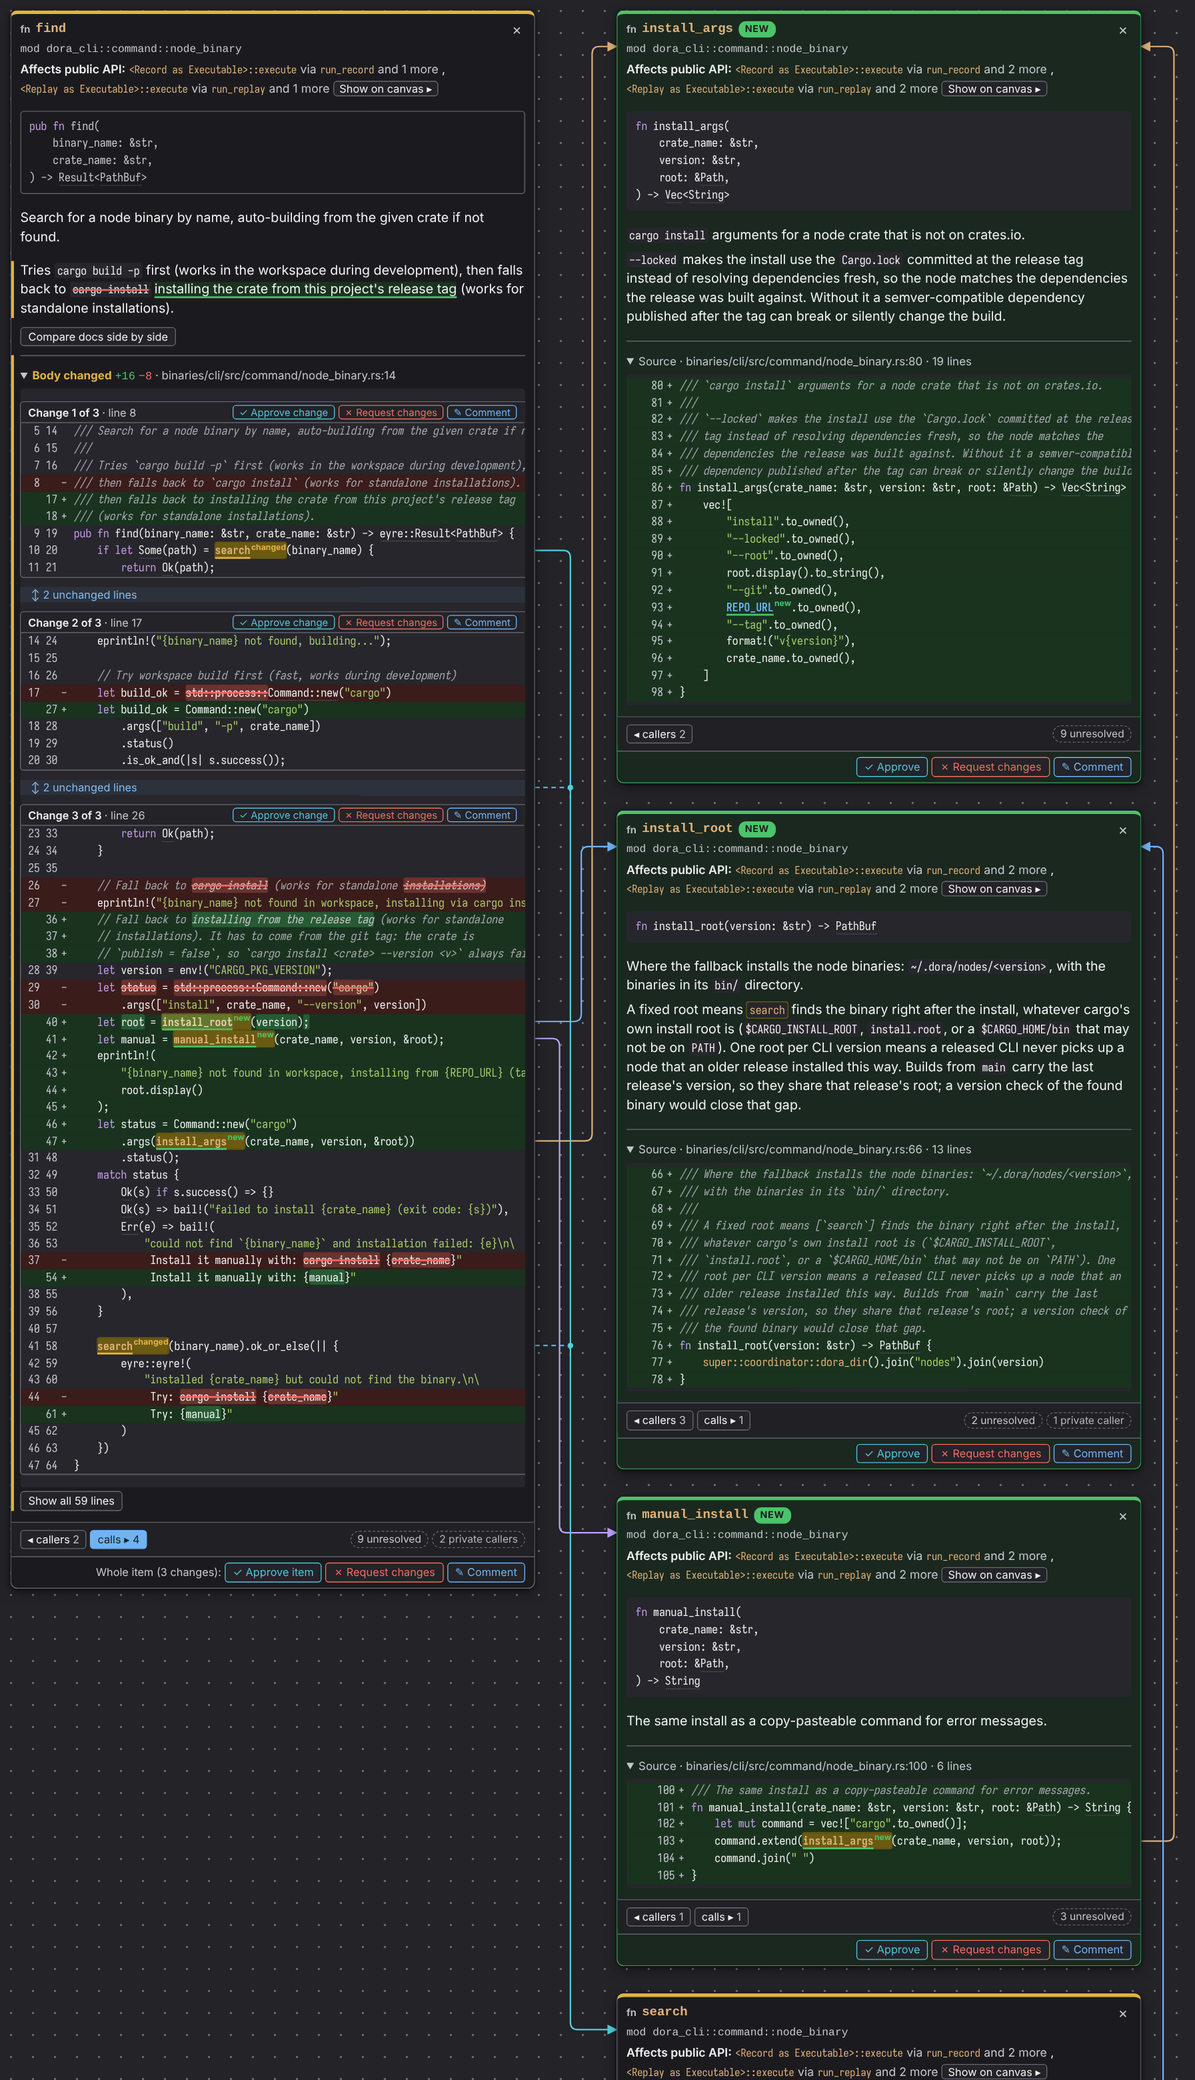 fn find ×
mod dora_cli::command::node_binary
Affects public API: <Record as Executable>::execute via run_record and 1 more ,
<Replay as Executable>::execute via run_replay and 1 more Show on canvas ▸
pub fn find(
    binary_name: &str,
    crate_name: &str,
) -> Result<PathBuf>
Search for a node binary by name, auto-building from the given crate if not
found.
Tries cargo build -p first (works in the workspace during development), then falls
back to cargo install installing the crate from this project's release tag (works for
standalone installations).
Compare docs side by side
▼ Body changed +16 −8 · binaries/cli/src/command/node_binary.rs:14
Change 1 of 3 · line 8 ✓ Approve change × Request changes ✎ Comment
5 14 /// Search for a node binary by name, auto-building from the given crate if r
6 15 ///
7 16 /// Tries `cargo build -p` first (works in the workspace during development),
8 − /// then falls back to `cargo install` (works for standalone installations).
17 + /// then falls back to installing the crate from this project's release tag
18 + /// (works for standalone installations).
9 19 pub fn find(binary_name: &str, crate_name: &str) -> eyre::Result<PathBuf> {
10 20     if let Some(path) = search changed (binary_name) {
11 21         return Ok(path);
↕ 2 unchanged lines
Change 2 of 3 · line 17 ✓ Approve change × Request changes ✎ Comment
14 24     eprintln!("{binary_name} not found, building...");
15 25
16 26     // Try workspace build first (fast, works during development)
17 −     let build_ok = std::process::Command::new("cargo")
27 +     let build_ok = Command::new("cargo")
18 28         .args(["build", "-p", crate_name])
19 29         .status()
20 30         .is_ok_and(|s| s.success());
↕ 2 unchanged lines
Change 3 of 3 · line 26 ✓ Approve change × Request changes ✎ Comment
23 33         return Ok(path);
24 34     }
25 35
26 −     // Fall back to cargo install (works for standalone installations)
27 −     eprintln!("{binary_name} not found in workspace, installing via cargo ins
36 +     // Fall back to installing from the release tag (works for standalone
37 +     // installations). It has to come from the git tag: the crate is
38 +     // `publish = false`, so `cargo install <crate> --version <v>` always fai
28 39     let version = env!("CARGO_PKG_VERSION");
29 −     let status = std::process::Command::new("cargo")
30 −         .args(["install", crate_name, "--version", version])
40 +     let root = install_root new (version);
41 +     let manual = manual_install new (crate_name, version, &root);
42 +     eprintln!(
43 +         "{binary_name} not found in workspace, installing from {REPO_URL} (ta
44 +         root.display()
45 +     );
46 +     let status = Command::new("cargo")
47 +         .args(install_args new (crate_name, version, &root))
31 48         .status();
32 49     match status {
33 50         Ok(s) if s.success() => {}
34 51         Ok(s) => bail!("failed to install {crate_name} (exit code: {s})"),
35 52         Err(e) => bail!(
36 53             "could not find `{binary_name}` and installation failed: {e}\n\
37 −              Install it manually with: cargo install {crate_name}"
54 +              Install it manually with: {manual}"
38 55         ),
39 56     }
40 57
41 58     search changed (binary_name).ok_or_else(|| {
42 59         eyre::eyre!(
43 60             "installed {crate_name} but could not find the binary.\n\
44 −              Try: cargo install {crate_name}"
61 +              Try: {manual}"
45 62         )
46 63     })
47 64 }
Show all 59 lines
◂ callers 2 calls ▸ 4 9 unresolved 2 private callers
Whole item (3 changes): ✓ Approve item × Request changes ✎ Comment
fn install_args NEW ×
mod dora_cli::command::node_binary
Affects public API: <Record as Executable>::execute via run_record and 2 more ,
<Replay as Executable>::execute via run_replay and 2 more Show on canvas ▸
fn install_args(
    crate_name: &str,
    version: &str,
    root: &Path,
) -> Vec<String>
cargo install arguments for a node crate that is not on crates.io.
--locked makes the install use the Cargo.lock committed at the release tag
instead of resolving dependencies fresh, so the node matches the dependencies
the release was built against. Without it a semver-compatible dependency
published after the tag can break or silently change the build.
▼ Source · binaries/cli/src/command/node_binary.rs:80 · 19 lines
80 + /// `cargo install` arguments for a node crate that is not on crates.io.
81 + ///
82 + /// `--locked` makes the install use the `Cargo.lock` committed at the releas
83 + /// tag instead of resolving dependencies fresh, so the node matches the
84 + /// dependencies the release was built against. Without it a semver-compatibl
85 + /// dependency published after the tag can break or silently change the build
86 + fn install_args(crate_name: &str, version: &str, root: &Path) -> Vec<String>
87 +     vec![
88 +         "install".to_owned(),
89 +         "--locked".to_owned(),
90 +         "--root".to_owned(),
91 +         root.display().to_string(),
92 +         "--git".to_owned(),
93 +         REPO_URL new .to_owned(),
94 +         "--tag".to_owned(),
95 +         format!("v{version}"),
96 +         crate_name.to_owned(),
97 +     ]
98 + }
◂ callers 2 9 unresolved
✓ Approve × Request changes ✎ Comment
fn install_root NEW ×
mod dora_cli::command::node_binary
Affects public API: <Record as Executable>::execute via run_record and 2 more ,
<Replay as Executable>::execute via run_replay and 2 more Show on canvas ▸
fn install_root(version: &str) -> PathBuf
Where the fallback installs the node binaries: ~/.dora/nodes/<version>, with the
binaries in its bin/ directory.
A fixed root means search finds the binary right after the install, whatever cargo's
own install root is ( $CARGO_INSTALL_ROOT , install.root, or a $CARGO_HOME/bin that may
not be on PATH ). One root per CLI version means a released CLI never picks up a
node that an older release installed this way. Builds from main carry the last
release's version, so they share that release's root; a version check of the found
binary would close that gap.
▼ Source · binaries/cli/src/command/node_binary.rs:66 · 13 lines
66 + /// Where the fallback installs the node binaries: `~/.dora/nodes/<version>`,
67 + /// with the binaries in its `bin/` directory.
68 + ///
69 + /// A fixed root means [`search`] finds the binary right after the install,
70 + /// whatever cargo's own install root is (`$CARGO_INSTALL_ROOT`,
71 + /// `install.root`, or a `$CARGO_HOME/bin` that may not be on `PATH`). One
72 + /// root per CLI version means a released CLI never picks up a node that an
73 + /// older release installed this way. Builds from `main` carry the last
74 + /// release's version, so they share that release's root; a version check of
75 + /// the found binary would close that gap.
76 + fn install_root(version: &str) -> PathBuf {
77 +     super::coordinator::dora_dir().join("nodes").join(version)
78 + }
◂ callers 3 calls ▸ 1 2 unresolved 1 private caller
✓ Approve × Request changes ✎ Comment
fn manual_install NEW ×
mod dora_cli::command::node_binary
Affects public API: <Record as Executable>::execute via run_record and 2 more ,
<Replay as Executable>::execute via run_replay and 2 more Show on canvas ▸
fn manual_install(
    crate_name: &str,
    version: &str,
    root: &Path,
) -> String
The same install as a copy-pasteable command for error messages.
▼ Source · binaries/cli/src/command/node_binary.rs:100 · 6 lines
100 + /// The same install as a copy-pasteable command for error messages.
101 + fn manual_install(crate_name: &str, version: &str, root: &Path) -> String {
102 +     let mut command = vec!["cargo".to_owned()];
103 +     command.extend(install_args new (crate_name, version, root));
104 +     command.join(" ")
105 + }
◂ callers 1 calls ▸ 1 3 unresolved
✓ Approve × Request changes ✎ Comment
fn search ×
mod dora_cli::command::node_binary
Affects public API: <Record as Executable>::execute via run_record and 2 more ,
<Replay as Executable>::execute via run_replay and 2 more Show on canvas ▸